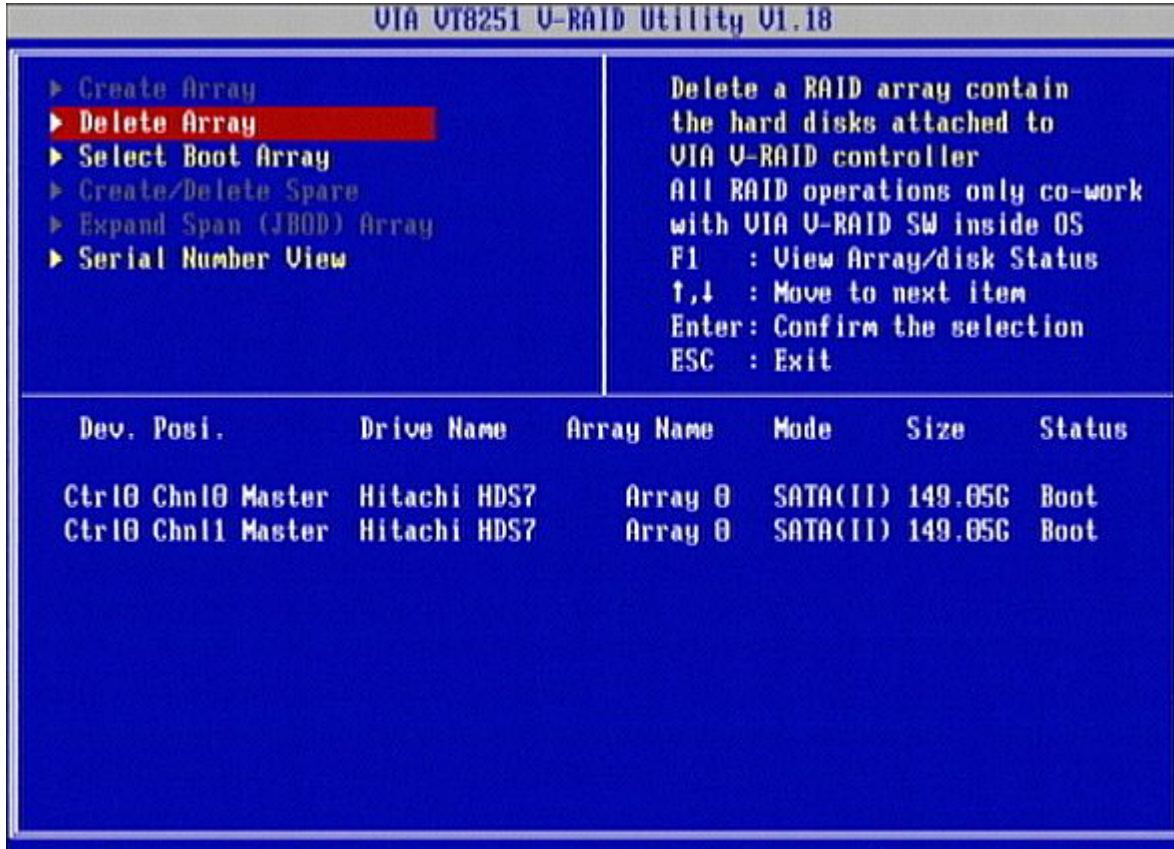 VIA VT8251 V-RAID Utility V1.18
Create Array
Delete Array
Select Boot Array
Create/Delete Spare
Expand Span (JBOD) Array
Serial Number View
Delete a RAID array contain
the hard disks attached to
VIA V-RAID controller
All RAID operations only co-work
with VIA V-RAID SW inside OS
F1 : View Array/disk Status
↑,↓ : Move to next item
Enter: Confirm the selection
ESC : Exit
Dev. Posi. Drive Name Array Name Mode Size Status
Ctrl0 Chnl0 Master Hitachi HDS7 Array 0 SATA(II) 149.05G Boot
Ctrl0 Chnl1 Master Hitachi HDS7 Array 0 SATA(II) 149.05G Boot